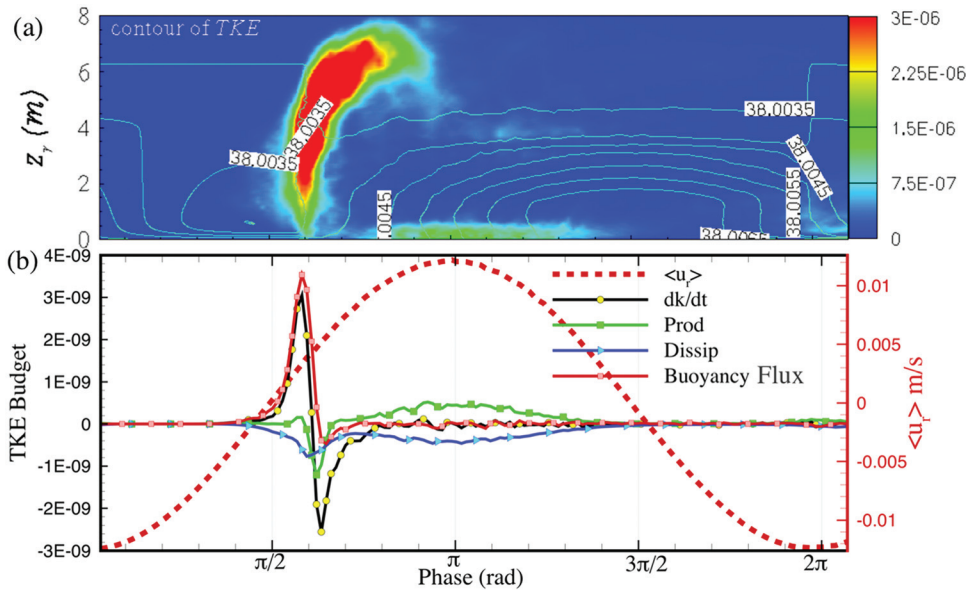 (a)
contour of TKE
8
6
4
2
0
z_r (m)
38.0035
38.0035
38.0035
38.0045
38.0055
.0045
38.0065
3E-06
2.25E-06
1.5E-06
7.5E-07
0
(b)
4E-09
3E-09
2E-09
1E-09
0
-1E-09
-2E-09
-3E-09
TKE Budget
<u_r>
dk/dt
Prod
Dissip
Buoyancy Flux
0.01
0.005
0
-0.005
-0.01
<u_r> m/s
π/2
π
3π/2
2π
Phase (rad)